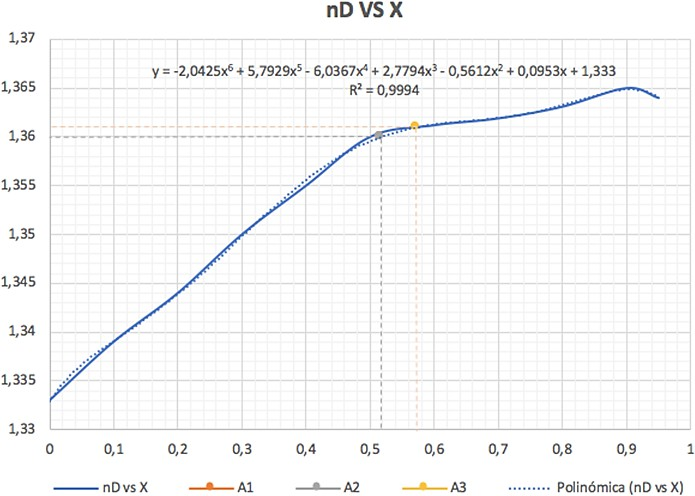 nD VS X
y = -2,0425x⁶ + 5,7929x⁵ - 6,0367x⁴ + 2,7794x³ - 0,5612x² + 0,0953x + 1,333
R² = 0,9994
1,37
1,365
1,36
1,355
1,35
1,345
1,34
1,335
1,33
0 0,1 0,2 0,3 0,4 0,5 0,6 0,7 0,8 0,9 1
nD vs X A1 A2 A3 Polinómica (nD vs X)